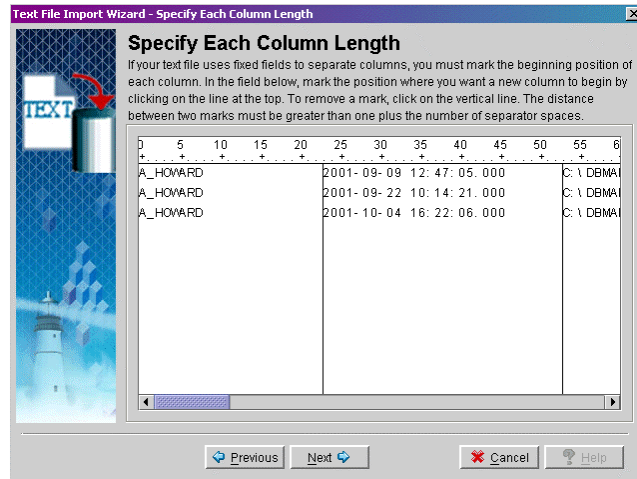 Text File Import Wizard - Specify Each Column Length
TEXT
Specify Each Column Length
If your text file uses fixed fields to separate columns, you must mark the beginning position of
each column. In the field below, mark the position where you want a new column to begin by
clicking on the line at the top. To remove a mark, click on the vertical line. The distance
between two marks must be greater than one plus the number of separator spaces.
0 5 10 15 20 25 30 35 40 45 50 55 6
+ . . . . + . . . . + . . . . + . . . . + . . . . + . . . . + . . . . + . . . . + . . . . + . . . . + . . . . + . . . .
A_HOWARD 2001-09-09 12:47:05.000 C:\DBMAI
A_HOWARD 2001-09-22 10:14:21.000 C:\DBMAI
A_HOWARD 2001-10-04 16:22:06.000 C:\DBMAI
Previous Next Cancel Help